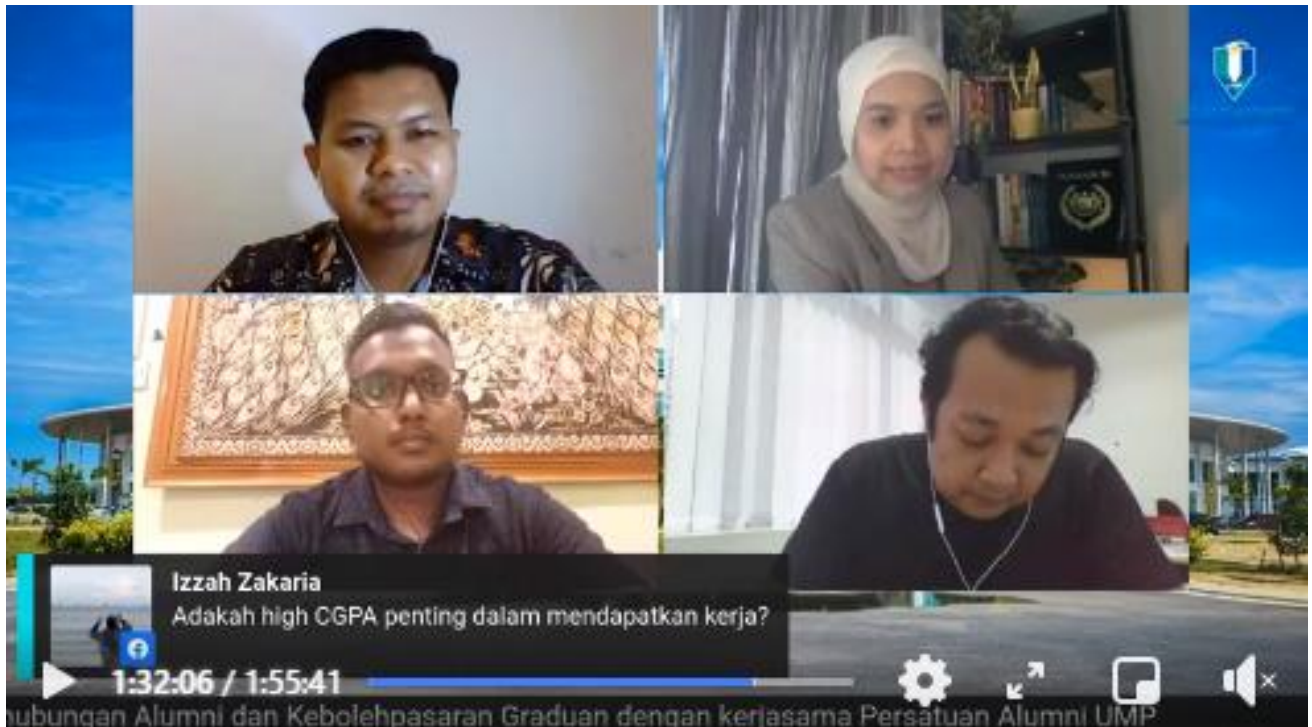 Izzah Zakaria
Adakah high CGPA penting dalam mendapatkan kerja?
1:32:06 / 1:55:41
hubungan Alumni dan Kebolehpasaran Graduan dengan kerjasama Persatuan Alumni UMP